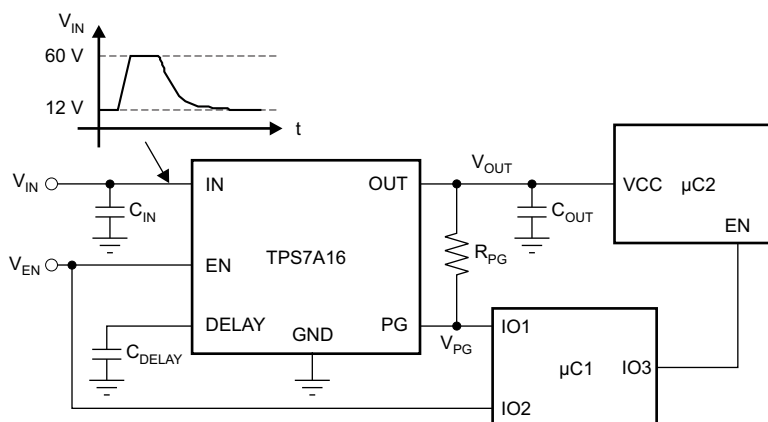 V_IN
60 V
12 V
t
V_IN
IN
OUT
V_OUT
VCC
µC2
C_IN
C_OUT
EN
V_EN
EN
TPS7A16
R_PG
DELAY
GND
PG
IO1
V_PG
C_DELAY
µC1
IO3
IO2